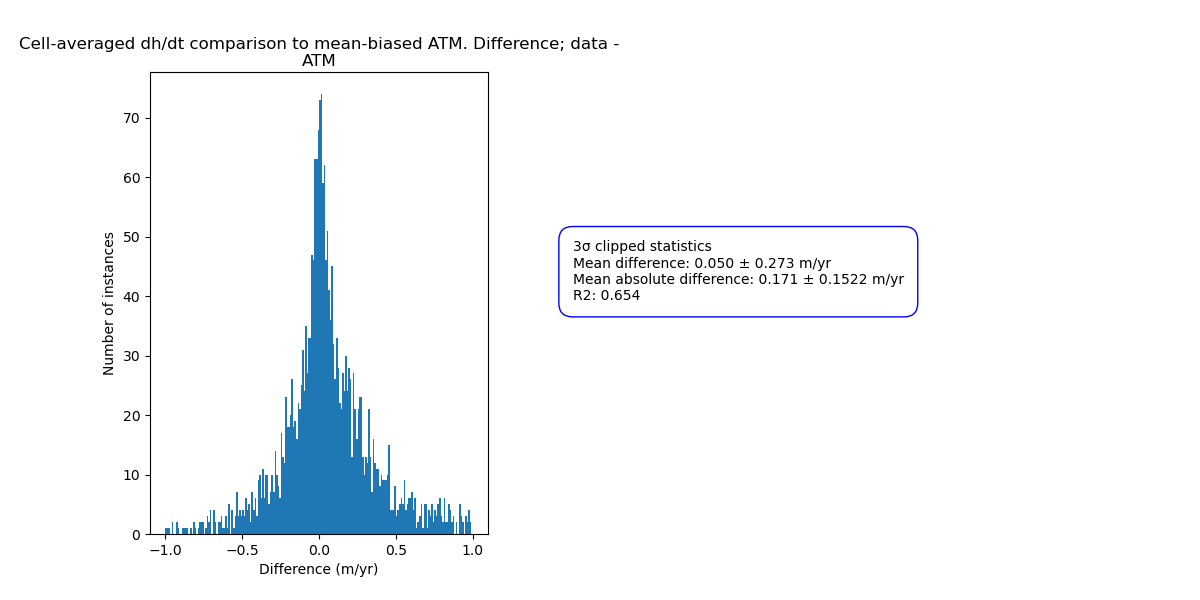 Cell-averaged dh/dt comparison to mean-biased ATM. Difference; data -
ATM
70
60
50
40
30
20
10
0
Number of instances
−1.0 −0.5 0.0 0.5 1.0
Difference (m/yr)
3σ clipped statistics
Mean difference: 0.050 ± 0.273 m/yr
Mean absolute difference: 0.171 ± 0.1522 m/yr
R2: 0.654